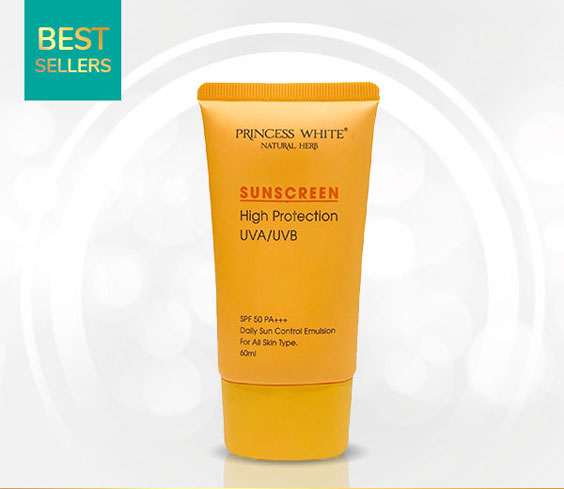 BEST
SELLERS
PRINCESS WHITE®
NATURAL HERB
SUNSCREEN
High Protection
UVA/UVB
SPF 50 PA+++
Daily Sun Control Emulsion
For All Skin Type.
60ml